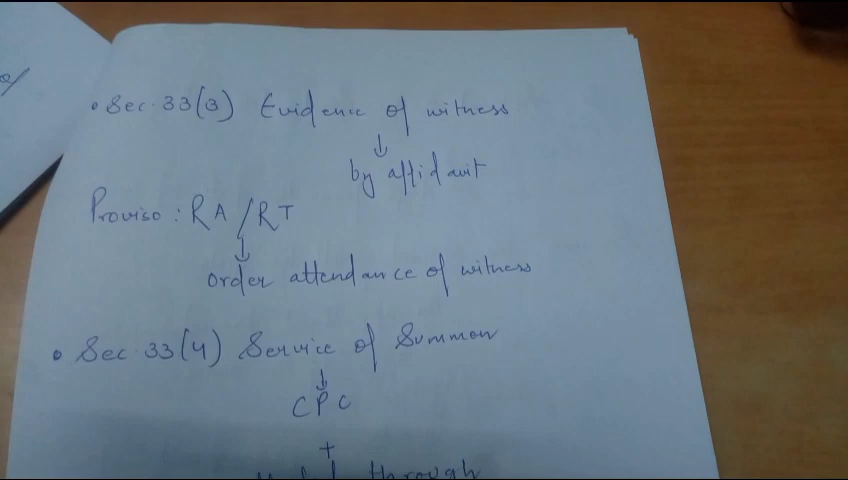 • Sec. 33(3) Evidence of witness
↓
by affidavit
Proviso : RA / RT
↓
order attendance of witness
• Sec 33(4) Service of Summon
↓
CPC
+
through